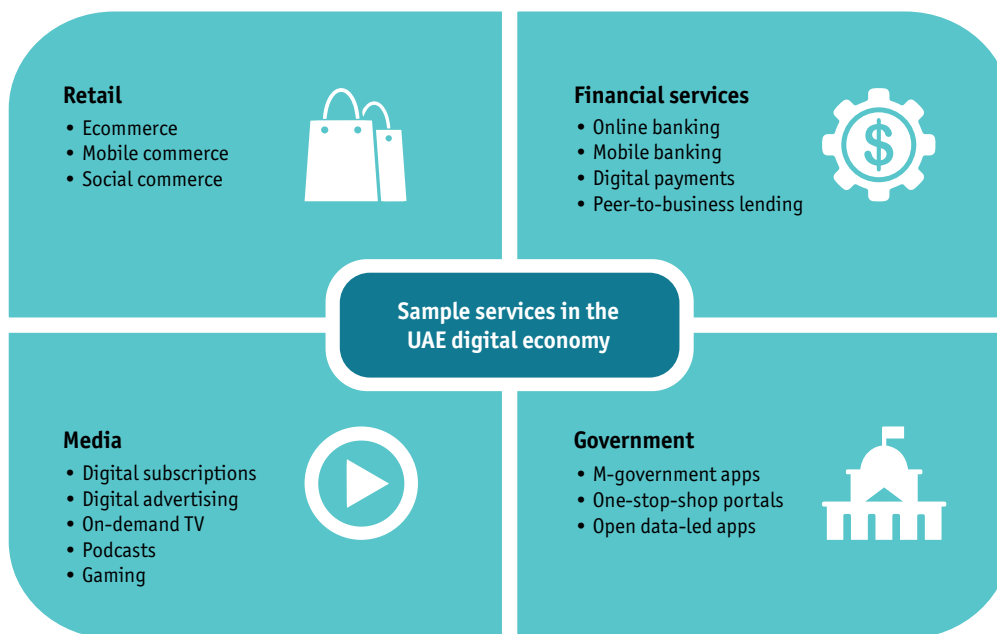 Retail
• Ecommerce
• Mobile commerce
• Social commerce
Financial services
• Online banking
• Mobile banking
• Digital payments
• Peer-to-business lending
$
Sample services in the
UAE digital economy
Media
• Digital subscriptions
• Digital advertising
• On-demand TV
• Podcasts
• Gaming
Government
• M-government apps
• One-stop-shop portals
• Open data-led apps